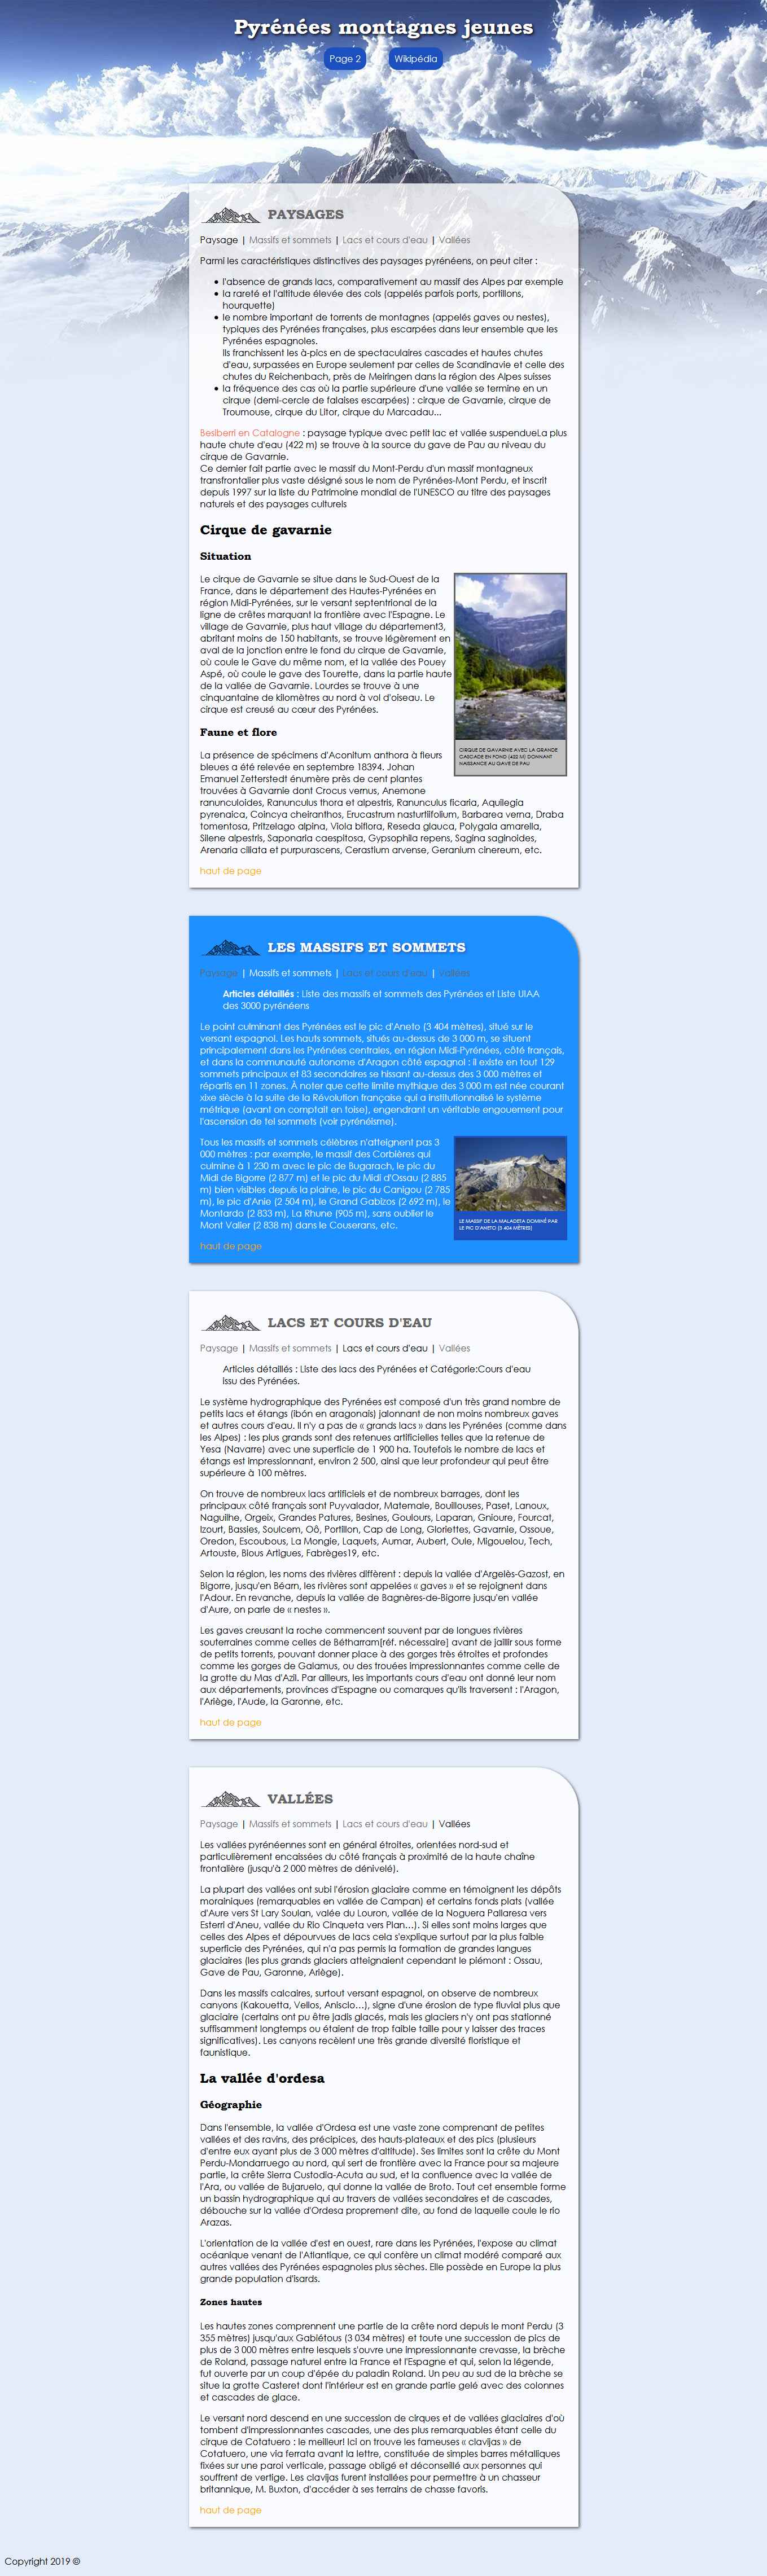 Pyrénées montagnes jeunes
Page 2 Wikipédia
PAYSAGES
Paysage | Massifs et sommets | Lacs et cours d'eau | Vallées
Parmi les caractéristiques distinctives des paysages pyrénéens, on peut citer :
• l'absence de grands lacs, comparativement au massif des Alpes par exemple
• la rareté et l'altitude élevée des cols (appelés parfois ports, portillons,
hourquette)
• le nombre important de torrents de montagnes (appelés gaves ou nestes),
typiques des Pyrénées françaises, plus escarpées dans leur ensemble que les
Pyrénées espagnoles.
Ils franchissent les à-pics en de spectaculaires cascades et hautes chutes
d'eau, surpassées en Europe seulement par celles de Scandinavie et celle des
chutes du Reichenbach, près de Meiringen dans la région des Alpes suisses
• la fréquence des cas où la partie supérieure d'une vallée se termine en un
cirque (demi-cercle de falaises escarpées) : cirque de Gavarnie, cirque de
Troumouse, cirque du Litor, cirque du Marcadau...
Besiberri en Catalogne : paysage typique avec petit lac et vallée suspendueLa plus
haute chute d'eau (422 m) se trouve à la source du gave de Pau au niveau du
cirque de Gavarnie.
Ce dernier fait partie avec le massif du Mont-Perdu d'un massif montagneux
transfrontalier plus vaste désigné sous le nom de Pyrénées-Mont Perdu, et inscrit
depuis 1997 sur la liste du Patrimoine mondial de l'UNESCO au titre des paysages
naturels et des paysages culturels
Cirque de gavarnie
Situation
Le cirque de Gavarnie se situe dans le Sud-Ouest de la
France, dans le département des Hautes-Pyrénées en
région Midi-Pyrénées, sur le versant septentrional de la
ligne de crêtes marquant la frontière avec l'Espagne. Le
village de Gavarnie, plus haut village du département3,
abritant moins de 150 habitants, se trouve légèrement en
aval de la jonction entre le fond du cirque de Gavarnie,
où coule le Gave du même nom, et la vallée des Pouey
Aspé, où coule le gave des Tourette, dans la partie haute
de la vallée de Gavarnie. Lourdes se trouve à une
cinquantaine de kilomètres au nord à vol d'oiseau. Le
cirque est creusé au cœur des Pyrénées.
CIRQUE DE GAVARNIE AVEC LA GRANDE
CASCADE EN FOND (422 M) DONNANT
NAISSANCE AU GAVE DE PAU
Faune et flore
La présence de spécimens d'Aconitum anthora à fleurs
bleues a été relevée en septembre 18394. Johan
Emanuel Zetterstedt énumère près de cent plantes
trouvées à Gavarnie dont Crocus vernus, Anemone
ranunculoides, Ranunculus thora et alpestris, Ranunculus ficaria, Aquilegia
pyrenaica, Coincya cheiranthos, Erucastrum nasturtiifolium, Barbarea verna, Draba
tomentosa, Pritzelago alpina, Viola biflora, Reseda glauca, Polygala amarella,
Silene alpestris, Saponaria caespitosa, Gypsophila repens, Sagina saginoides,
Arenaria ciliata et purpurascens, Cerastium arvense, Geranium cinereum, etc.
haut de page
LES MASSIFS ET SOMMETS
Paysage | Massifs et sommets | Lacs et cours d'eau | Vallées
Articles détaillés : Liste des massifs et sommets des Pyrénées et Liste UIAA
des 3000 pyrénéens
Le point culminant des Pyrénées est le pic d'Aneto (3 404 mètres), situé sur le
versant espagnol. Les hauts sommets, situés au-dessus de 3 000 m, se situent
principalement dans les Pyrénées centrales, en région Midi-Pyrénées, côté français,
et dans la communauté autonome d'Aragon côté espagnol : il existe en tout 129
sommets principaux et 83 secondaires se hissant au-dessus des 3 000 mètres et
répartis en 11 zones. À noter que cette limite mythique des 3 000 m est née courant
xixe siècle à la suite de la Révolution française qui a institutionnalisé le système
métrique (avant on comptait en toise), engendrant un véritable engouement pour
l'ascension de tel sommets (voir pyrénéisme).
Tous les massifs et sommets célèbres n'atteignent pas 3
000 mètres : par exemple, le massif des Corbières qui
culmine à 1 230 m avec le pic de Bugarach, le pic du
Midi de Bigorre (2 877 m) et le pic du Midi d'Ossau (2 885
m) bien visibles depuis la plaine, le pic du Canigou (2 785
m), le pic d'Anie (2 504 m), le Grand Gabizos (2 692 m), le
Montardo (2 833 m), La Rhune (905 m), sans oublier le
Mont Valier (2 838 m) dans le Couserans, etc.
LE MASSIF DE LA MALADETA DOMINÉ PAR
LE PIC D'ANETO (3 404 MÈTRES)
haut de page
LACS ET COURS D'EAU
Paysage | Massifs et sommets | Lacs et cours d'eau | Vallées
Articles détaillés : Liste des lacs des Pyrénées et Catégorie:Cours d'eau
issu des Pyrénées.
Le système hydrographique des Pyrénées est composé d'un très grand nombre de
petits lacs et étangs (ibón en aragonais) jalonnant de non moins nombreux gaves
et autres cours d'eau. Il n'y a pas de « grands lacs » dans les Pyrénées (comme dans
les Alpes) : les plus grands sont des retenues artificielles telles que la retenue de
Yesa (Navarre) avec une superficie de 1 900 ha. Toutefois le nombre de lacs et
étangs est impressionnant, environ 2 500, ainsi que leur profondeur qui peut être
supérieure à 100 mètres.
On trouve de nombreux lacs artificiels et de nombreux barrages, dont les
principaux côté français sont Puyvalador, Matemale, Bouillouses, Paset, Lanoux,
Naguilhe, Orgeix, Grandes Patures, Besines, Goulours, Laparan, Gnioure, Fourcat,
Izourt, Bassies, Soulcem, Oô, Portillon, Cap de Long, Gloriettes, Gavarnie, Ossoue,
Oredon, Escoubous, La Mongie, Laquets, Aumar, Aubert, Oule, Migouelou, Tech,
Artouste, Bious Artigues, Fabrèges19, etc.
Selon la région, les noms des rivières diffèrent : depuis la vallée d'Argelès-Gazost, en
Bigorre, jusqu'en Béarn, les rivières sont appelées « gaves » et se rejoignent dans
l'Adour. En revanche, depuis la vallée de Bagnères-de-Bigorre jusqu'en vallée
d'Aure, on parle de « nestes ».
Les gaves creusant la roche commencent souvent par de longues rivières
souterraines comme celles de Bétharram[réf. nécessaire] avant de jaillir sous forme
de petits torrents, pouvant donner place à des gorges très étroites et profondes
comme les gorges de Galamus, ou des trouées impressionnantes comme celle de
la grotte du Mas d'Azil. Par ailleurs, les importants cours d'eau ont donné leur nom
aux départements, provinces d'Espagne ou comarques qu'ils traversent : l'Aragon,
l'Ariège, l'Aude, la Garonne, etc.
haut de page
VALLÉES
Paysage | Massifs et sommets | Lacs et cours d'eau | Vallées
Les vallées pyrénéennes sont en général étroites, orientées nord-sud et
particulièrement encaissées du côté français à proximité de la haute chaîne
frontalière (jusqu'à 2 000 mètres de dénivelé).
La plupart des vallées ont subi l'érosion glaciaire comme en témoignent les dépôts
morainiques (remarquables en vallée de Campan) et certains fonds plats (vallée
d'Aure vers St Lary Soulan, valée du Louron, vallée de la Noguera Pallaresa vers
Esterri d'Aneu, vallée du Rio Cinqueta vers Plan...). Si elles sont moins larges que
celles des Alpes et dépourvues de lacs cela s'explique surtout par la plus faible
superficie des Pyrénées, qui n'a pas permis la formation de grandes langues
glaciaires (les plus grands glaciers atteignaient cependant le piémont : Ossau,
Gave de Pau, Garonne, Ariège).
Dans les massifs calcaires, surtout versant espagnol, on observe de nombreux
canyons (Kakouetta, Vellos, Anisclo...), signe d'une érosion de type fluvial plus que
glaciaire (certains ont pu être jadis glacés, mais les glaciers n'y ont pas stationné
suffisamment longtemps ou étaient de trop faible taille pour y laisser des traces
significatives). Les canyons recèlent une très grande diversité floristique et
faunistique.
La vallée d'ordesa
Géographie
Dans l'ensemble, la vallée d'Ordesa est une vaste zone comprenant de petites
vallées et des ravins, des précipices, des hauts-plateaux et des pics (plusieurs
d'entre eux ayant plus de 3 000 mètres d'altitude). Ses limites sont la crête du Mont
Perdu-Mondarruego au nord, qui sert de frontière avec la France pour sa majeure
partie, la crête Sierra Custodia-Acuta au sud, et la confluence avec la vallée de
l'Ara, ou vallée de Bujaruelo, qui donne la vallée de Broto. Tout cet ensemble forme
un bassin hydrographique qui au travers de vallées secondaires et de cascades,
débouche sur la vallée d'Ordesa proprement dite, au fond de laquelle coule le río
Arazas.
L'orientation de la vallée d'est en ouest, rare dans les Pyrénées, l'expose au climat
océanique venant de l'Atlantique, ce qui confère un climat modéré comparé aux
autres vallées des Pyrénées espagnoles plus sèches. Elle possède en Europe la plus
grande population d'isards.
Zones hautes
Les hautes zones comprennent une partie de la crête nord depuis le mont Perdu (3
355 mètres) jusqu'aux Gabiétous (3 034 mètres) et toute une succession de pics de
plus de 3 000 mètres entre lesquels s'ouvre une impressionnante crevasse, la brèche
de Roland, passage naturel entre la France et l'Espagne et qui, selon la légende,
fut ouverte par un coup d'épée du paladin Roland. Un peu au sud de la brèche se
situe la grotte Casteret dont l'intérieur est en grande partie gelé avec des colonnes
et cascades de glace.
Le versant nord descend en une succession de cirques et de vallées glaciaires d'où
tombent d'impressionnantes cascades, une des plus remarquables étant celle du
cirque de Cotatuero : le meilleur! Ici on trouve les fameuses « clavijas » de
Cotatuero, une via ferrata avant la lettre, constituée de simples barres métalliques
fixées sur une paroi verticale, passage obligé et déconseillé aux personnes qui
souffrent de vertige. Les clavijas furent installées pour permettre à un chasseur
britannique, M. Buxton, d'accéder à ses terrains de chasse favoris.
haut de page
Copyright 2019 ©